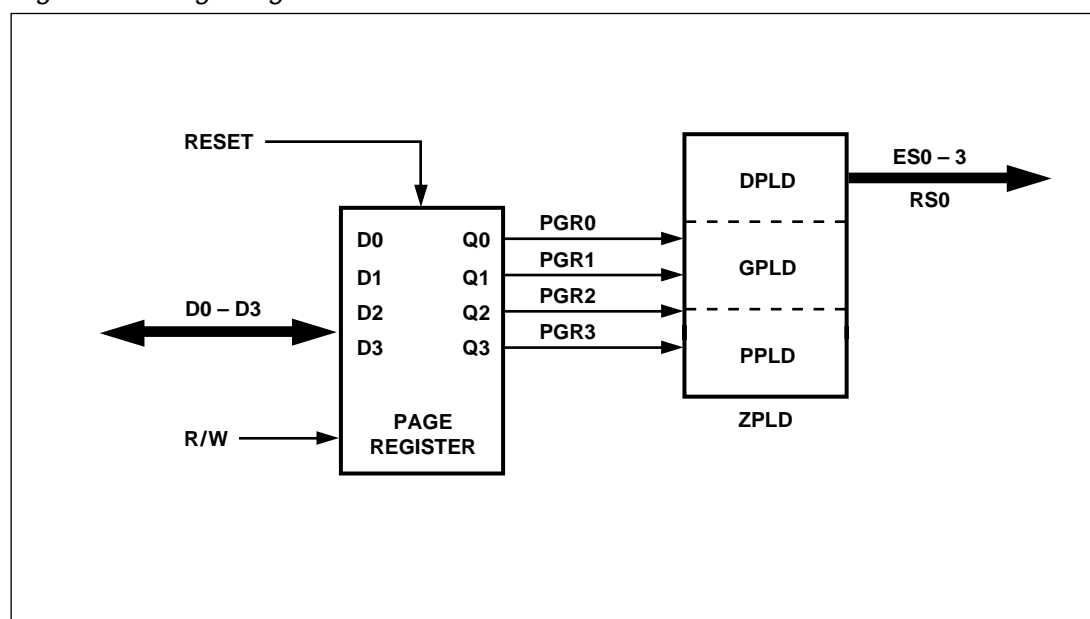 RESET
D0
D1
D2
D3
Q0
Q1
Q2
Q3
PAGE
REGISTER
D0 – D3
R/W
PGR0
PGR1
PGR2
PGR3
DPLD
GPLD
PPLD
ZPLD
ES0 – 3
RS0